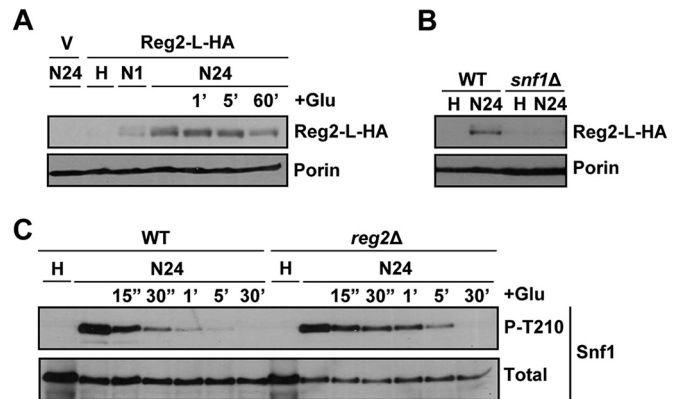 A
V Reg2-L-HA
N24 H N1 N24
1’ 5’ 60’ +Glu
Reg2-L-HA
Porin
B
WT snf1Δ
H N24 H N24
Reg2-L-HA
Porin
C
WT reg2Δ
H N24 H N24
15” 30” 1’ 5’ 30’ 15” 30” 1’ 5’ 30’ +Glu
P-T210
Total
Snf1